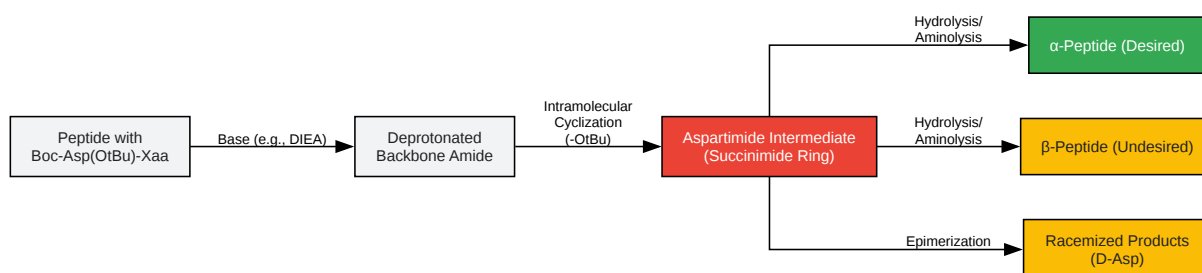 Peptide with
Boc-Asp(OtBu)-Xaa
Base (e.g., DIEA)
Deprotonated
Backbone Amide
Intramolecular
Cyclization
(-OtBu)
Aspartimide Intermediate
(Succinimide Ring)
Hydrolysis/
Aminolysis
α-Peptide (Desired)
Hydrolysis/
Aminolysis
β-Peptide (Undesired)
Epimerization
Racemized Products
(D-Asp)